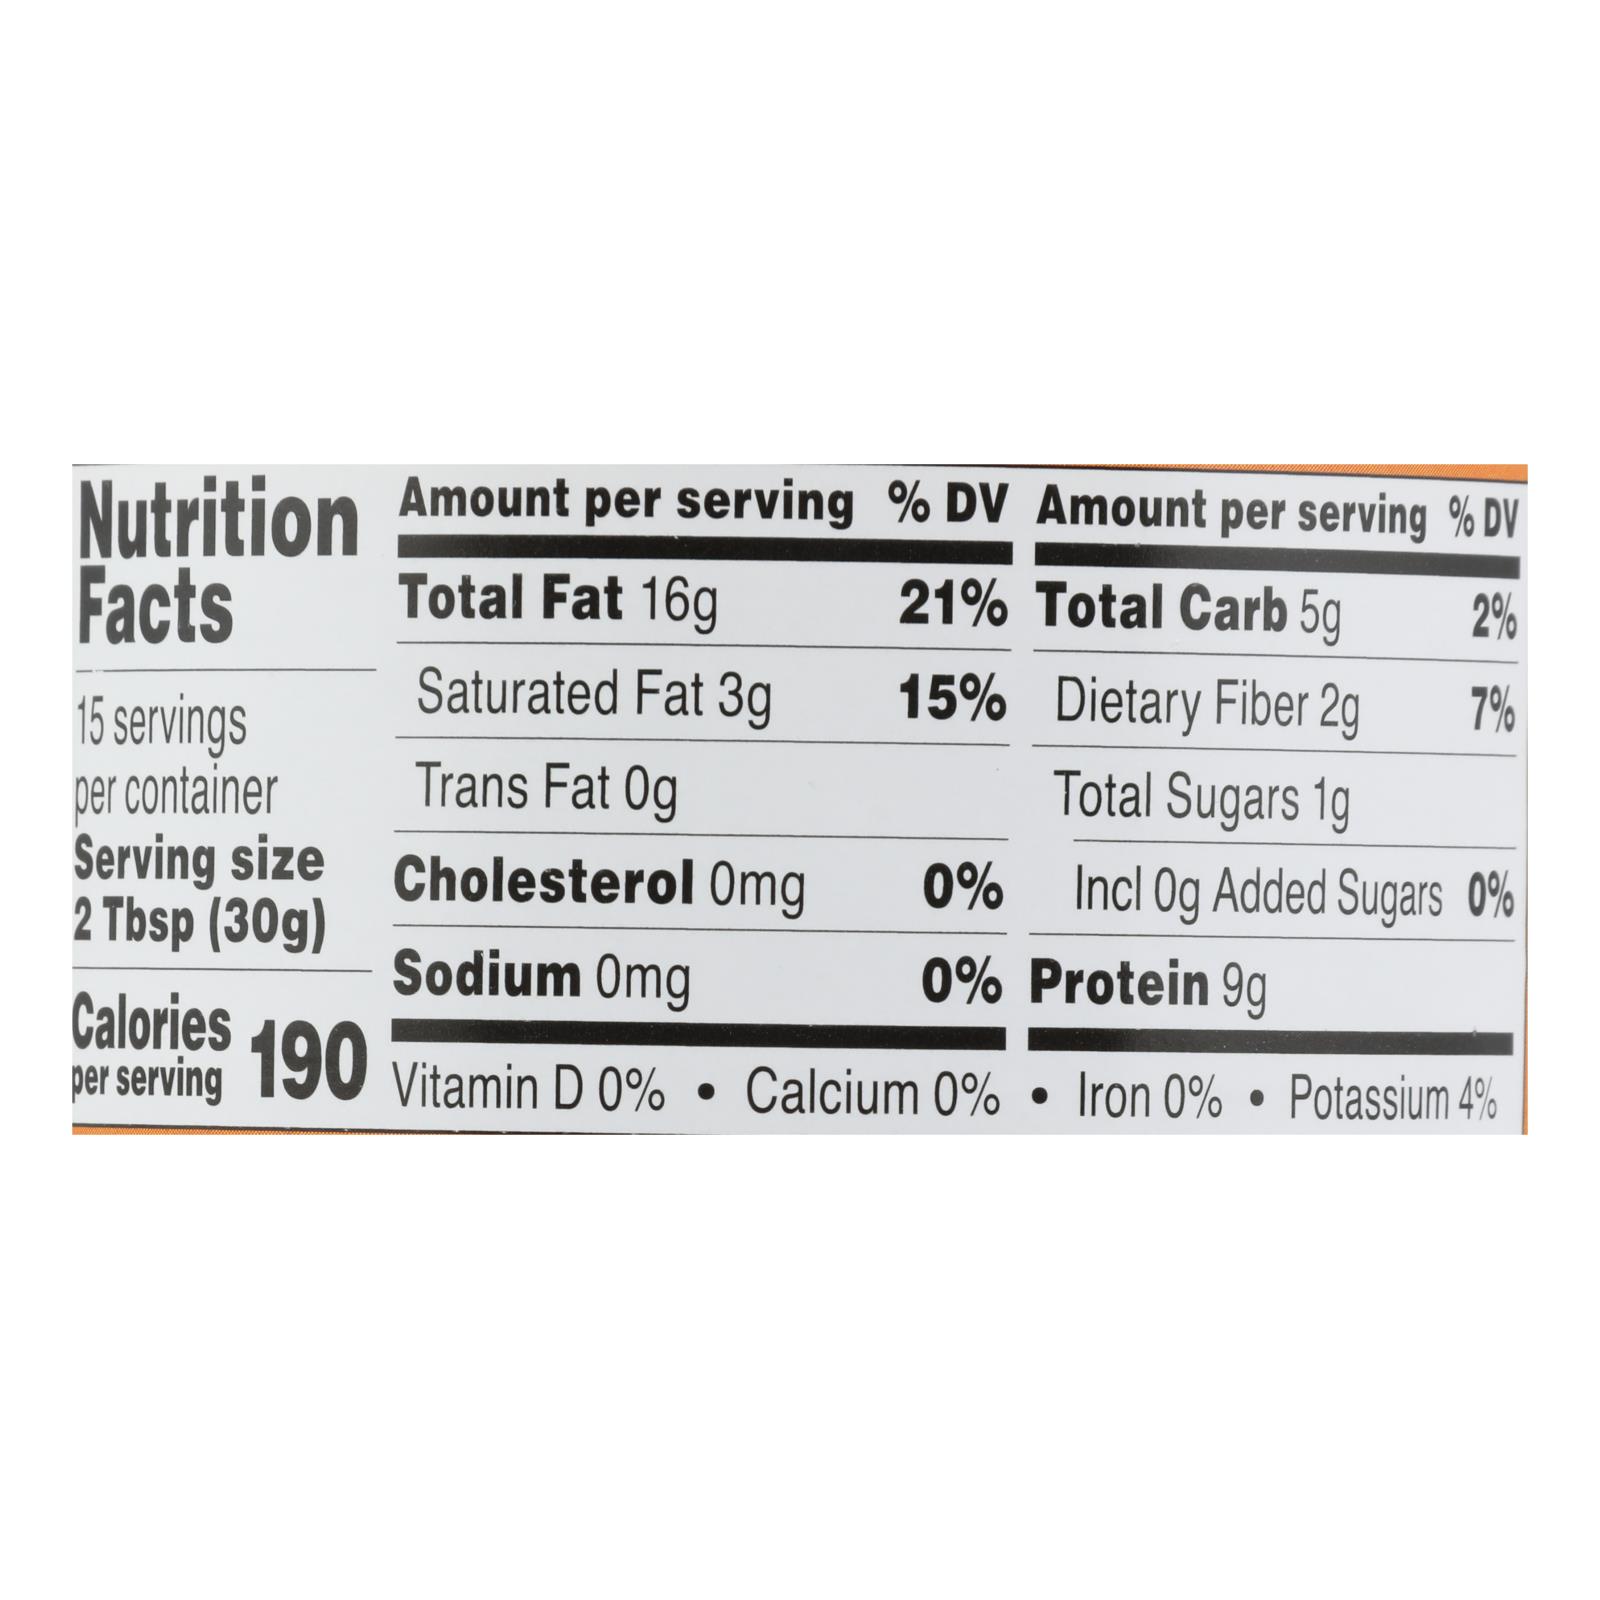 Nutrition
Facts
15 servings
per container
Serving size
2 Tbsp (30g)
Calories
per serving
190
Amount per serving % DV
Total Fat 16g 21%
Saturated Fat 3g 15%
Trans Fat 0g
Cholesterol 0mg 0%
Sodium 0mg 0%
Amount per serving % DV
Total Carb 5g 2%
Dietary Fiber 2g 7%
Total Sugars 1g
Incl 0g Added Sugars 0%
Protein 9g
Vitamin D 0% • Calcium 0% • Iron 0% • Potassium 4%